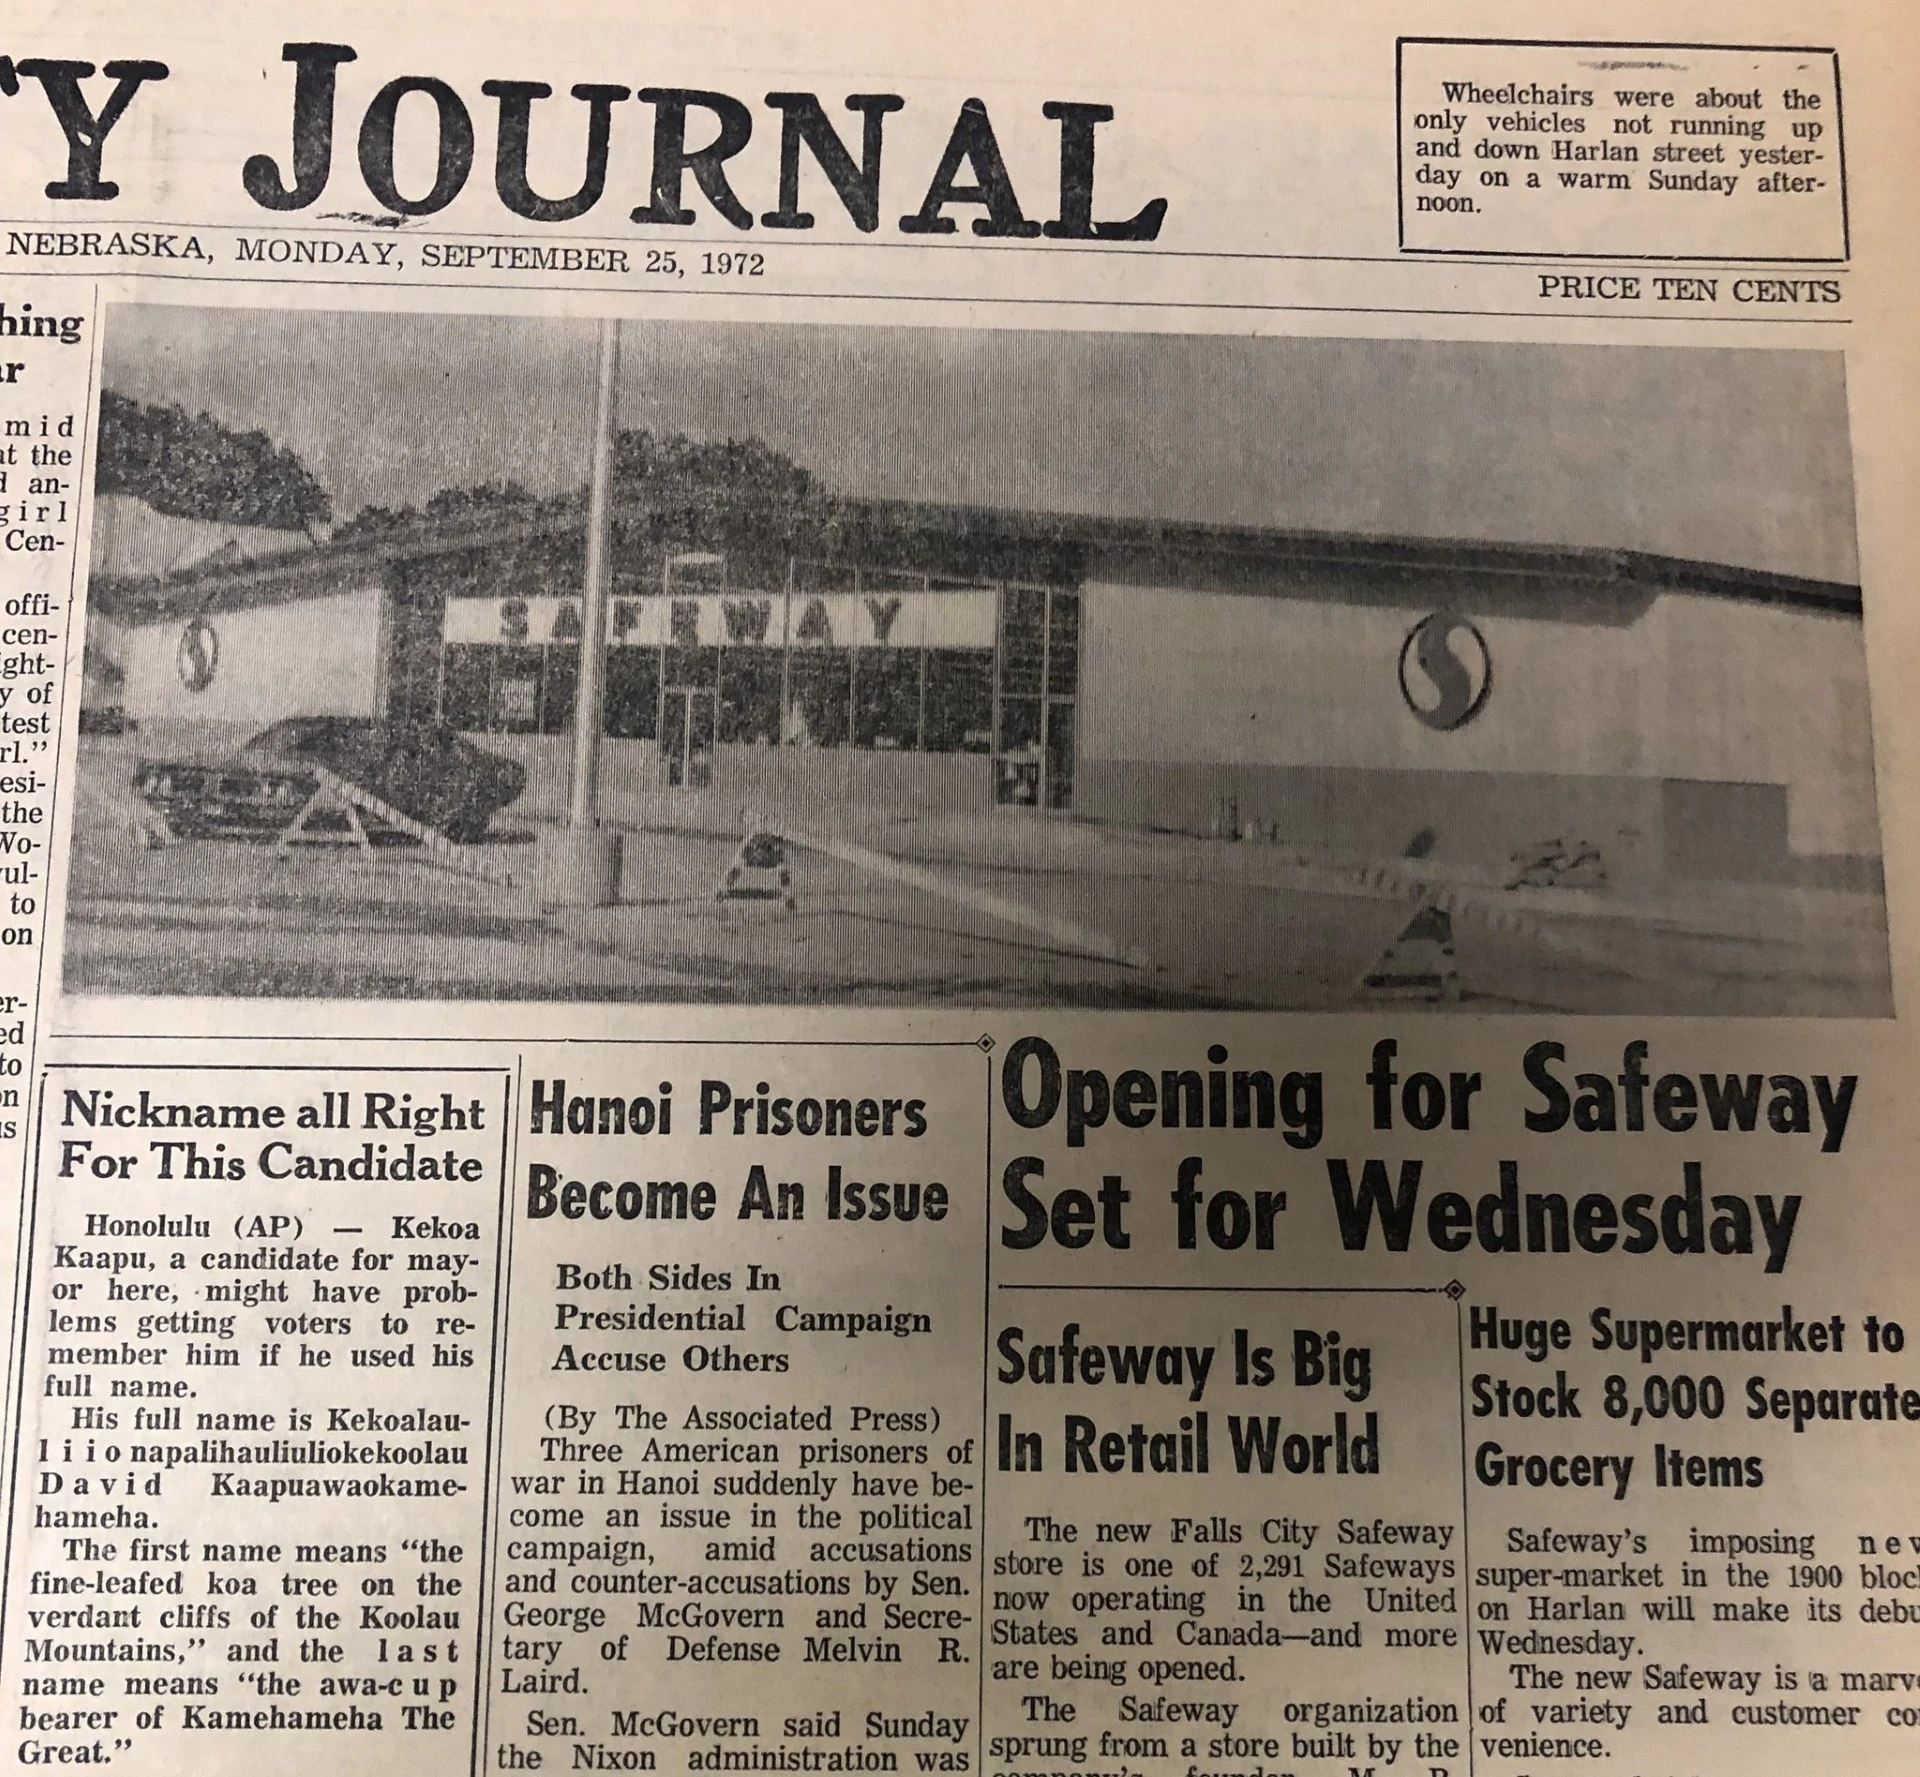 TY JOURNAL
Wheelchairs were about the
only vehicles not running up
and down Harlan street yester-
day on a warm Sunday after-
noon.
NEBRASKA, MONDAY, SEPTEMBER 25, 1972
PRICE TEN CENTS
hing
ar
mid
at the
d an-
girl
Cen-
offi-
cen-
ight-
y of
test
rl."
esi-
the
Wo-
vul-
to
on
er-
ed
to
on
us
SAFEWAY
Nickname all Right
For This Candidate
Honolulu (AP) — Kekoa
Kaapu, a candidate for may-
or here, might have prob-
lems getting voters to re-
member him if he used his
full name.
His full name is Kekoalau-
l i i o napalihauliuliokekoolau
David Kaapuawaokame-
hameha.
The first name means "the
fine-leafed koa tree on the
verdant cliffs of the Koolau
Mountains," and the last
name means "the awa-cup
bearer of Kamehameha The
Great."
Hanoi Prisoners
Become An Issue
Both Sides In
Presidential Campaign
Accuse Others
(By The Associated Press)
Three American prisoners of
war in Hanoi suddenly have be-
come an issue in the political
campaign, amid accusations
and counter-accusations by Sen.
George McGovern and Secre-
tary of Defense Melvin R.
Laird.
Sen. McGovern said Sunday
the Nixon administration was
Opening for Safeway
Set for Wednesday
Safeway Is Big
In Retail World
The new Falls City Safeway
store is one of 2,291 Safeways
now operating in the United
States and Canada—and more
are being opened.
The Safeway organization
sprung from a store built by the
Huge Supermarket to
Stock 8,000 Separate
Grocery Items
Safeway's imposing new
super-market in the 1900 bloc
on Harlan will make its debu
Wednesday.
The new Safeway is a marv
of variety and customer co
venience.